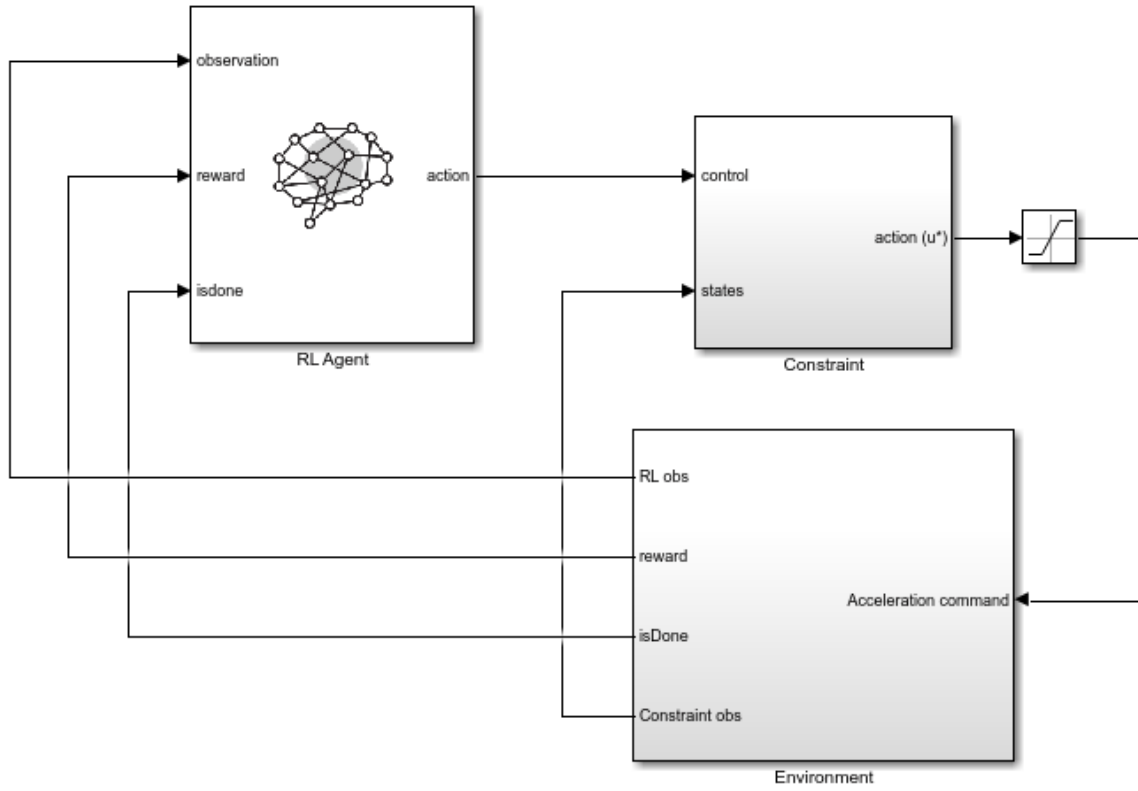 observation
reward
action
isdone
RL Agent
control
action (u*)
states
Constraint
RL obs
reward
Acceleration command
isDone
Constraint obs
Environment